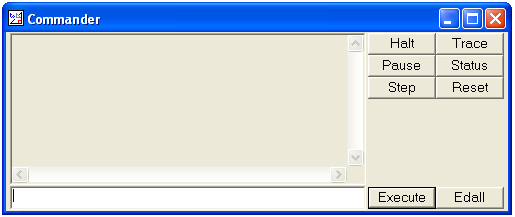 Commander
Halt Trace
Pause Status
Step Reset
Execute Edall